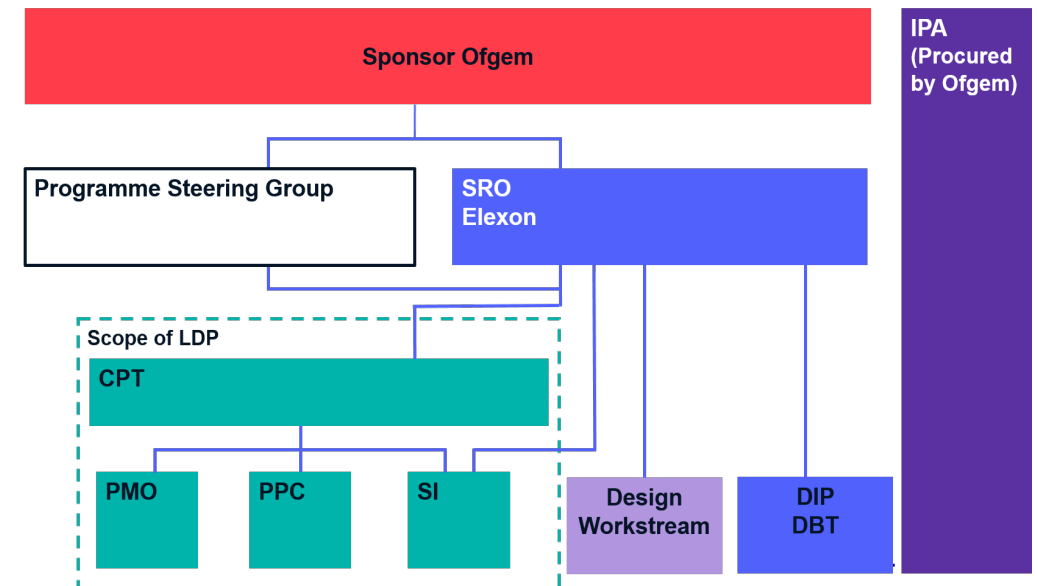 Sponsor Ofgem
IPA
(Procured
by Ofgem)
Programme Steering Group
SRO
Elexon
Scope of LDP
CPT
PMO
PPC
SI
Design
Workstream
DIP
DBT